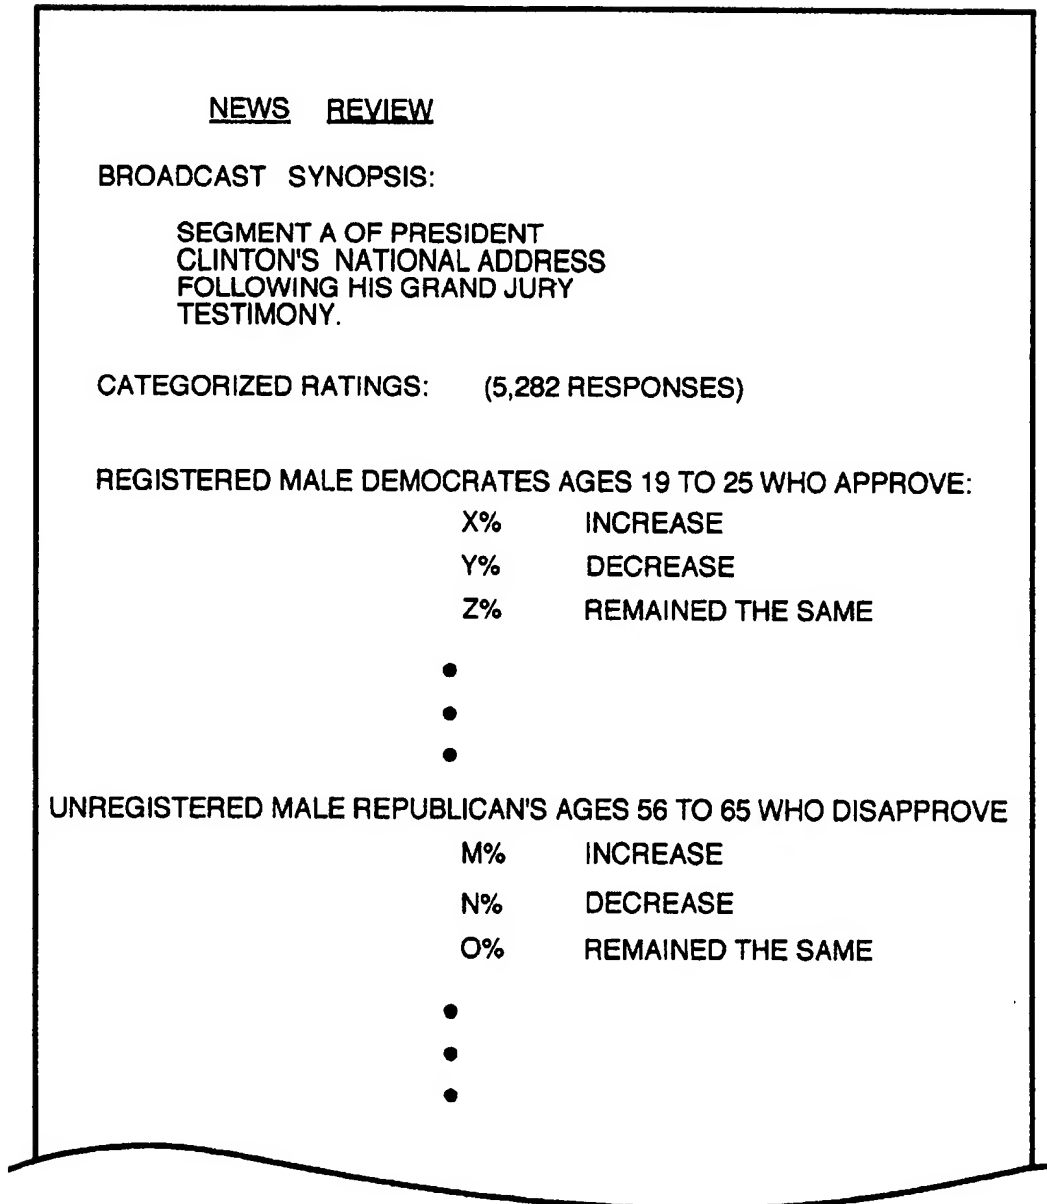 NEWS REVIEW
BROADCAST SYNOPSIS:
SEGMENT A OF PRESIDENT
CLINTON'S NATIONAL ADDRESS
FOLLOWING HIS GRAND JURY
TESTIMONY.
CATEGORIZED RATINGS: (5,282 RESPONSES)
REGISTERED MALE DEMOCRATES AGES 19 TO 25 WHO APPROVE:
X% INCREASE
Y% DECREASE
Z% REMAINED THE SAME
UNREGISTERED MALE REPUBLICAN'S AGES 56 TO 65 WHO DISAPPROVE
M% INCREASE
N% DECREASE
O% REMAINED THE SAME